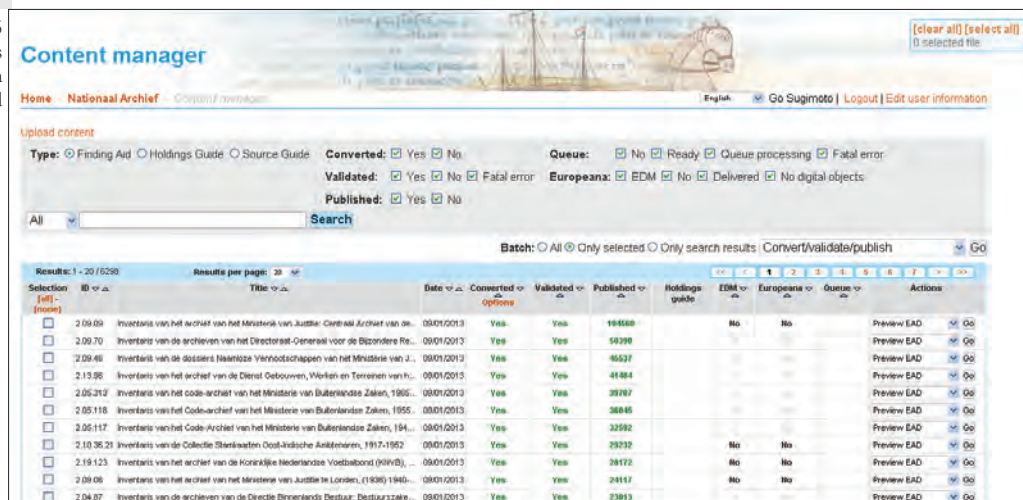 [clear all] [select all]
0 selected file
Content manager
Home - Nationaal Archief - Content manager
English Go Sugimoto | Logout | Edit user information
Upload content
Type: Finding Aid Holdings Guide Source Guide Converted: Yes No Queue: No Ready Queue processing Fatal error
Validated: Yes No Fatal error Europeana: EDM No Delivered No digital objects
Published: Yes No
All Search
Batch: All Only selected Only search results Convert/validate/publish Go
Results: 1 - 20 / 6298 Results per page: 20 << < 1 2 3 4 5 6 7 > >>
Selection ID Title Date Converted Validated Published Holdings guide EDM Europeana Queue Actions
[all] - [none] Options
2.09.09 Inventaris van het archief van het Ministerie van Justitie: Centraal Archief van de... 09/01/2013 Yes Yes 104560 No No Preview EAD Go
2.09.70 Inventaris van de archieven van het Directoraat-Generaal voor de Bijzondere Re... 09/01/2013 Yes Yes 50390 Preview EAD Go
2.09.46 Inventaris van de dossiers Naamloze Vennootschappen van het Ministerie van J... 09/01/2013 Yes Yes 45537 Preview EAD Go
2.13.98 Inventaris van het archief van de Dienst Gebouwen, Werken en Terreinen van h... 09/01/2013 Yes Yes 41484 Preview EAD Go
2.05.313 Inventaris van het code-archief van het Ministerie van Buitenlandse Zaken, 1965... 09/01/2013 Yes Yes 39707 Preview EAD Go
2.05.118 Inventaris van het Code-archief van het Ministerie van Buitenlandse Zaken, 1955... 09/01/2013 Yes Yes 36045 Preview EAD Go
2.05.117 Inventaris van het Code-Archief van het Ministerie van Buitenlandse Zaken, 194... 09/01/2013 Yes Yes 32592 Preview EAD Go
2.10.36.21 Inventaris van de Collectie Stamkaarten Oost-Indische Ambtenaren, 1917-1952 09/01/2013 Yes Yes 29232 No No Preview EAD Go
2.19.123 Inventaris van het archief van de Koninklijke Nederlandse Voetbalbond (KNVB), ... 09/01/2013 Yes Yes 28172 No No Preview EAD Go
2.09.06 Inventaris van het archief van het Ministerie van Justitie te Londen, (1936) 1940-... 09/01/2013 Yes Yes 24117 No No Preview EAD Go
2.04.87 Inventaris van de archieven van de Directie Binnenlands Bestuur: Bestuurszake... 09/01/2013 Yes Yes 23013 Preview EAD Go